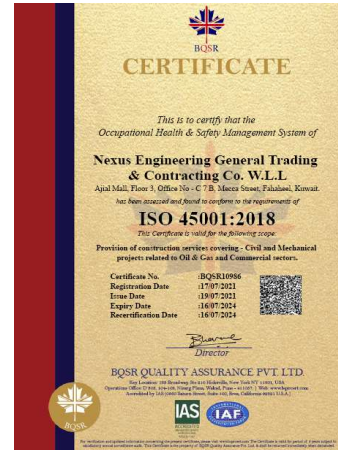 BQSR
CERTIFICATE
This is to certify that the
Occupational Health & Safety Management System of
Nexus Engineering General Trading
& Contracting Co. W.L.L
Ajial Mall, Floor 3, Office No - C 7 B, Mecca Street, Fahaheel, Kuwait.
has been assessed and found to conform to the requirements of
ISO 45001:2018
This Certificate is valid for the following scope:
Provision of construction services covering - Civil and Mechanical
projects related to Oil & Gas and Commercial sectors.
Certificate No. :BQSR10986
Registration Date :17/07/2021
Issue Date :19/07/2021
Expiry Date :16/07/2024
Recertification Date :16/07/2024
Director
BQSR QUALITY ASSURANCE PVT. LTD.
BQSR
IAS
IAF